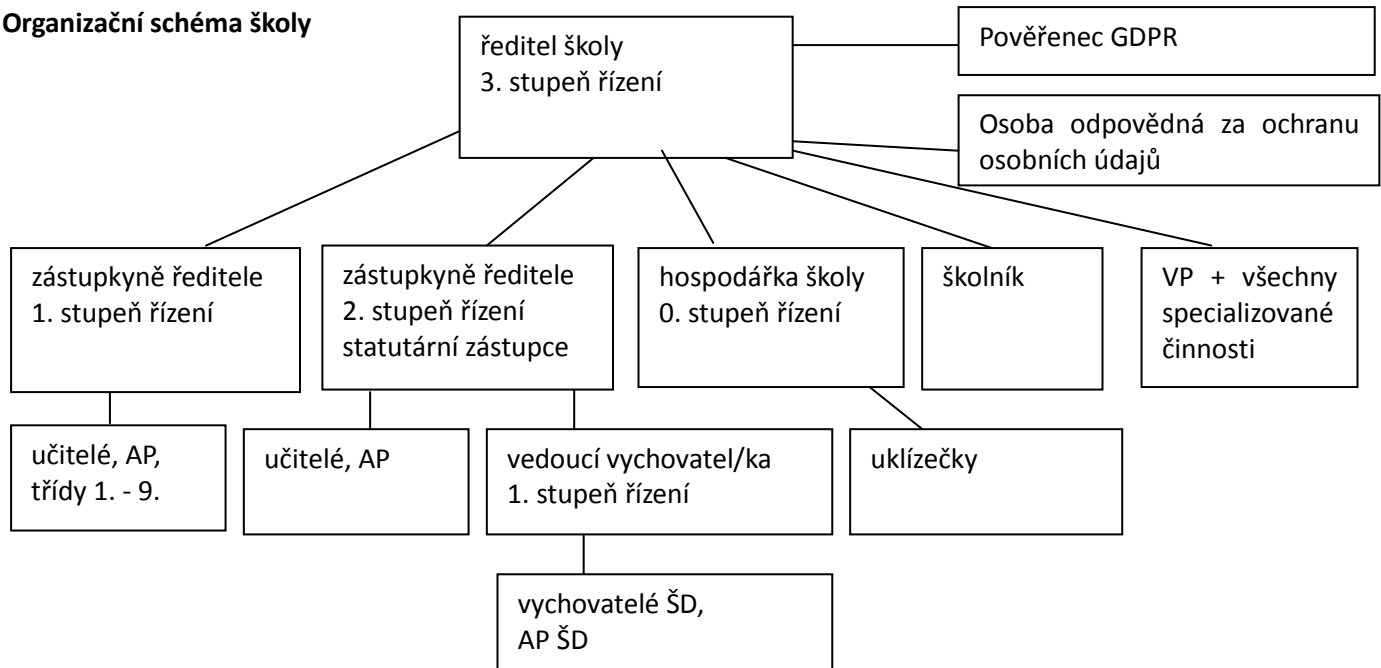 Organizační schéma školy
ředitel školy
3. stupeň řízení
Pověřenec GDPR
Osoba odpovědná za ochranu
osobních údajů
zástupkyně ředitele
1. stupeň řízení
zástupkyně ředitele
2. stupeň řízení
statutární zástupce
hospodářka školy
0. stupeň řízení
školník
VP + všechny
specializované
činnosti
učitelé, AP,
třídy 1. - 9.
učitelé, AP
vedoucí vychovatel/ka
1. stupeň řízení
uklízečky
vychovatelé ŠD,
AP ŠD